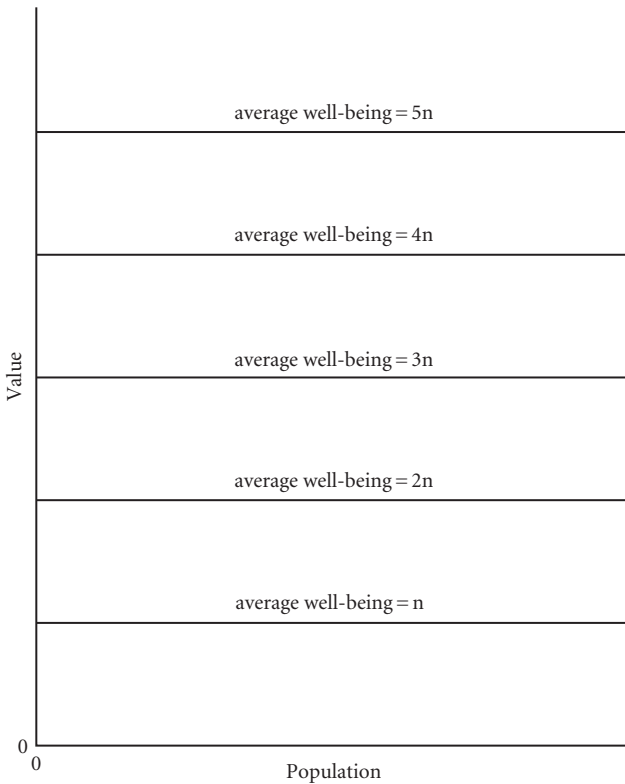 average well-being = 5n
average well-being = 4n
average well-being = 3n
average well-being = 2n
average well-being = n
Value
0
0
Population